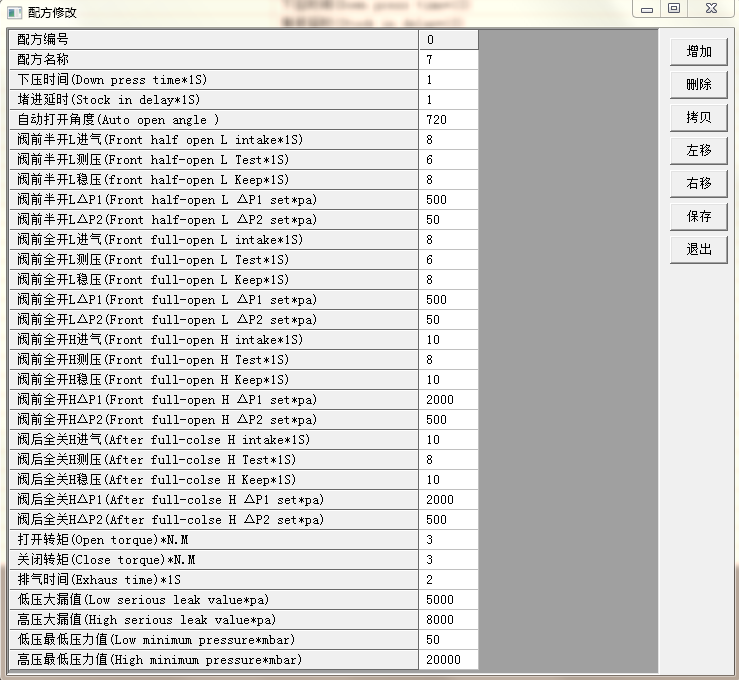 配方修改
配方编号 0
配方名称 7
下压时间(Down press time*1S) 1
堵进延时(Stock in delay*1S) 1
自动打开角度(Auto open angle ) 720
阀前半开L进气(Front half open L intake*1S) 8
阀前半开L测压(Front half-open L Test*1S) 6
阀前半开L稳压(Front half-open L Keep*1S) 8
阀前半开L△P1(Front half-open L △P1 set*pa) 500
阀前半开L△P2(Front half-open L △P2 set*pa) 50
阀前全开L进气(Front full-open L intake*1S) 8
阀前全开L测压(Front full-open L Test*1S) 6
阀前全开L稳压(Front full-open L Keep*1S) 8
阀前全开L△P1(Front full-open L △P1 set*pa) 500
阀前全开L△P2(Front full-open L △P2 set*pa) 50
阀前全开H进气(Front full-open H intake*1S) 10
阀前全开H测压(Front full-open H Test*1S) 8
阀前全开H稳压(Front full-open H Keep*1S) 10
阀前全开H△P1(Front full-open H △P1 set*pa) 2000
阀前全开H△P2(Front full-open H △P2 set*pa) 500
阀后全关H进气(After full-colse H intake*1S) 10
阀后全关H测压(After full-colse H Test*1S) 8
阀后全关H稳压(After full-colse H Keep*1S) 10
阀后全关H△P1(After full-colse H △P1 set*pa) 2000
阀后全关H△P2(After full-colse H △P2 set*pa) 500
打开转矩(Open torque)*N.M 3
关闭转矩(Close torque)*N.M 3
排气时间(Exhaus time)*1S 2
低压大漏值(Low serious leak value*pa) 5000
高压大漏值(High serious leak value*pa) 8000
低压最低压力值(Low minimum pressure*mbar) 50
高压最低压力值(High minimum pressure*mbar) 20000
增加
删除
拷贝
左移
右移
保存
退出